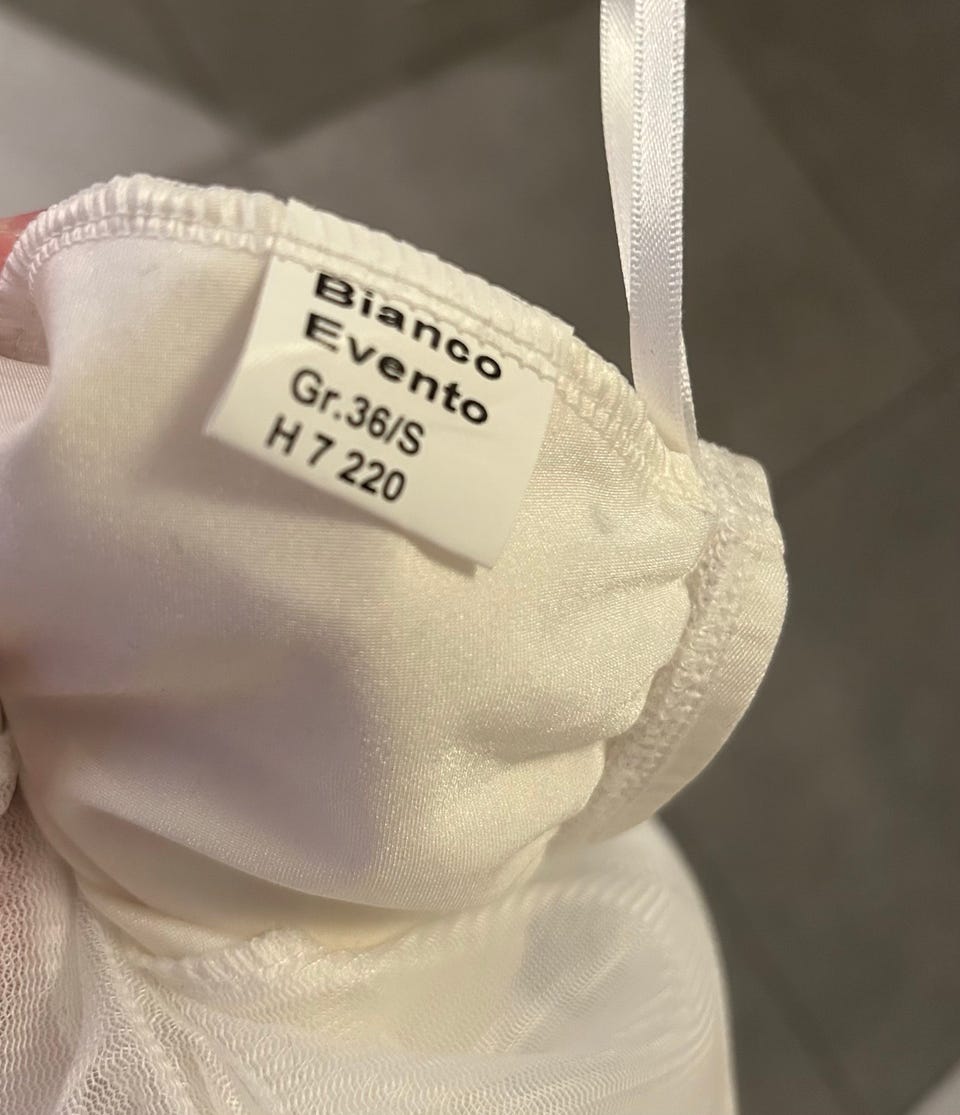 Bianco
Evento
Gr.36/S
H 7 220